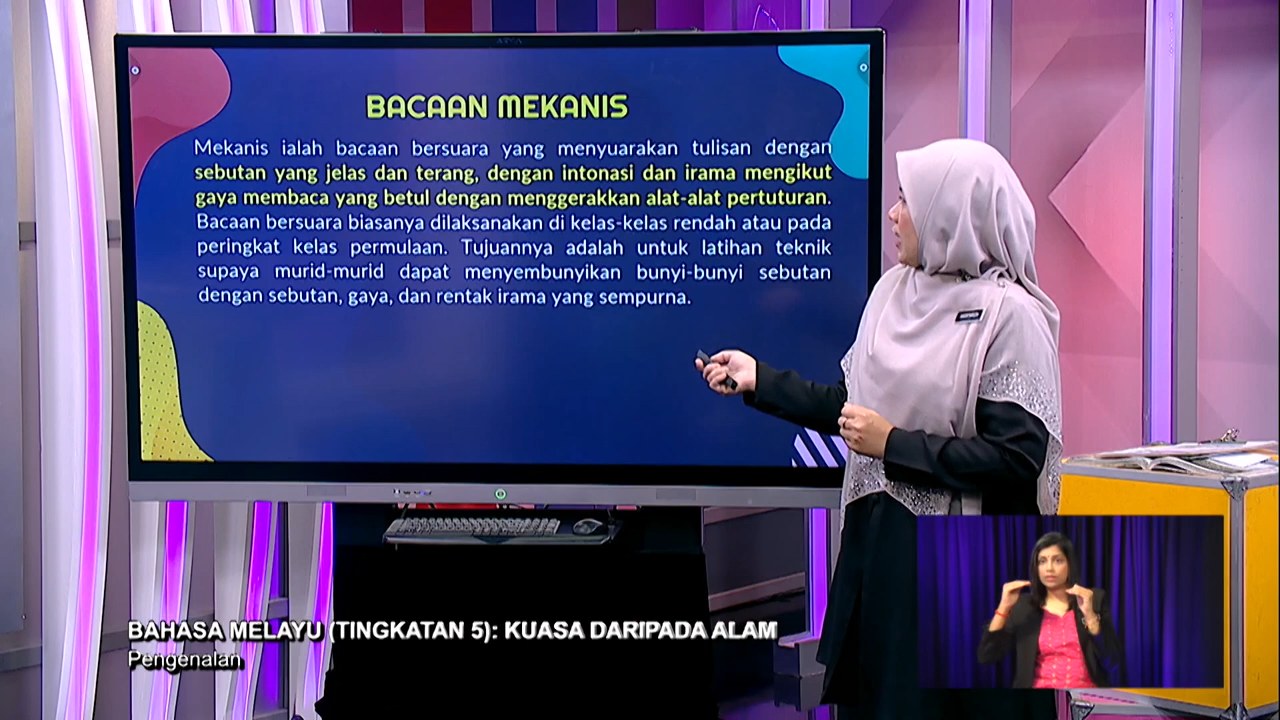 BACAAN MEKANIS
Mekanis ialah bacaan bersuara yang menyuarakan tulisan dengan
sebutan yang jelas dan terang, dengan intonasi dan irama mengikut
gaya membaca yang betul dengan menggerakkan alat-alat pertuturan.
Bacaan bersuara biasanya dilaksanakan di kelas-kelas rendah atau pada
peringkat kelas permulaan. Tujuannya adalah untuk latihan teknik
supaya murid-murid dapat menyembunyikan bunyi-bunyi sebutan
dengan sebutan, gaya, dan rentak irama yang sempurna.
BAHASA MELAYU (TINGKATAN 5): KUASA DARIPADA ALAM
Pengenalan